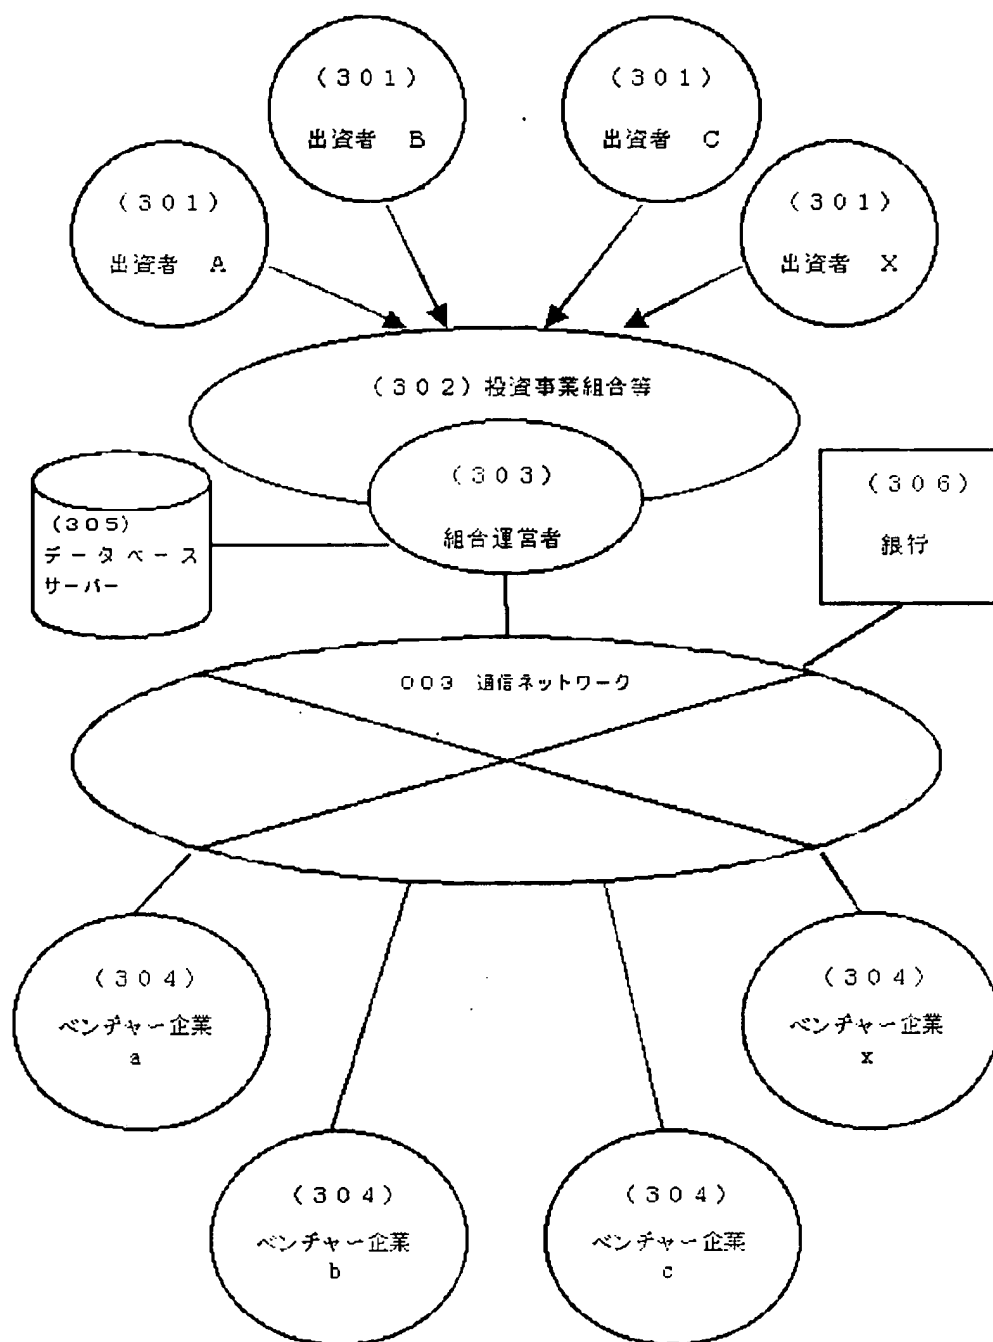 (301)
出資者 B
(301)
出資者 C
(301)
出資者 A
(301)
出資者 X
(302)投資事業組合等
(303)
組合運営者
(305)
データベース
サーバー
(306)
銀行
003 通信ネットワーク
(304)
ベンチャー企業
a
(304)
ベンチャー企業
x
(304)
ベンチャー企業
b
(304)
ベンチャー企業
c